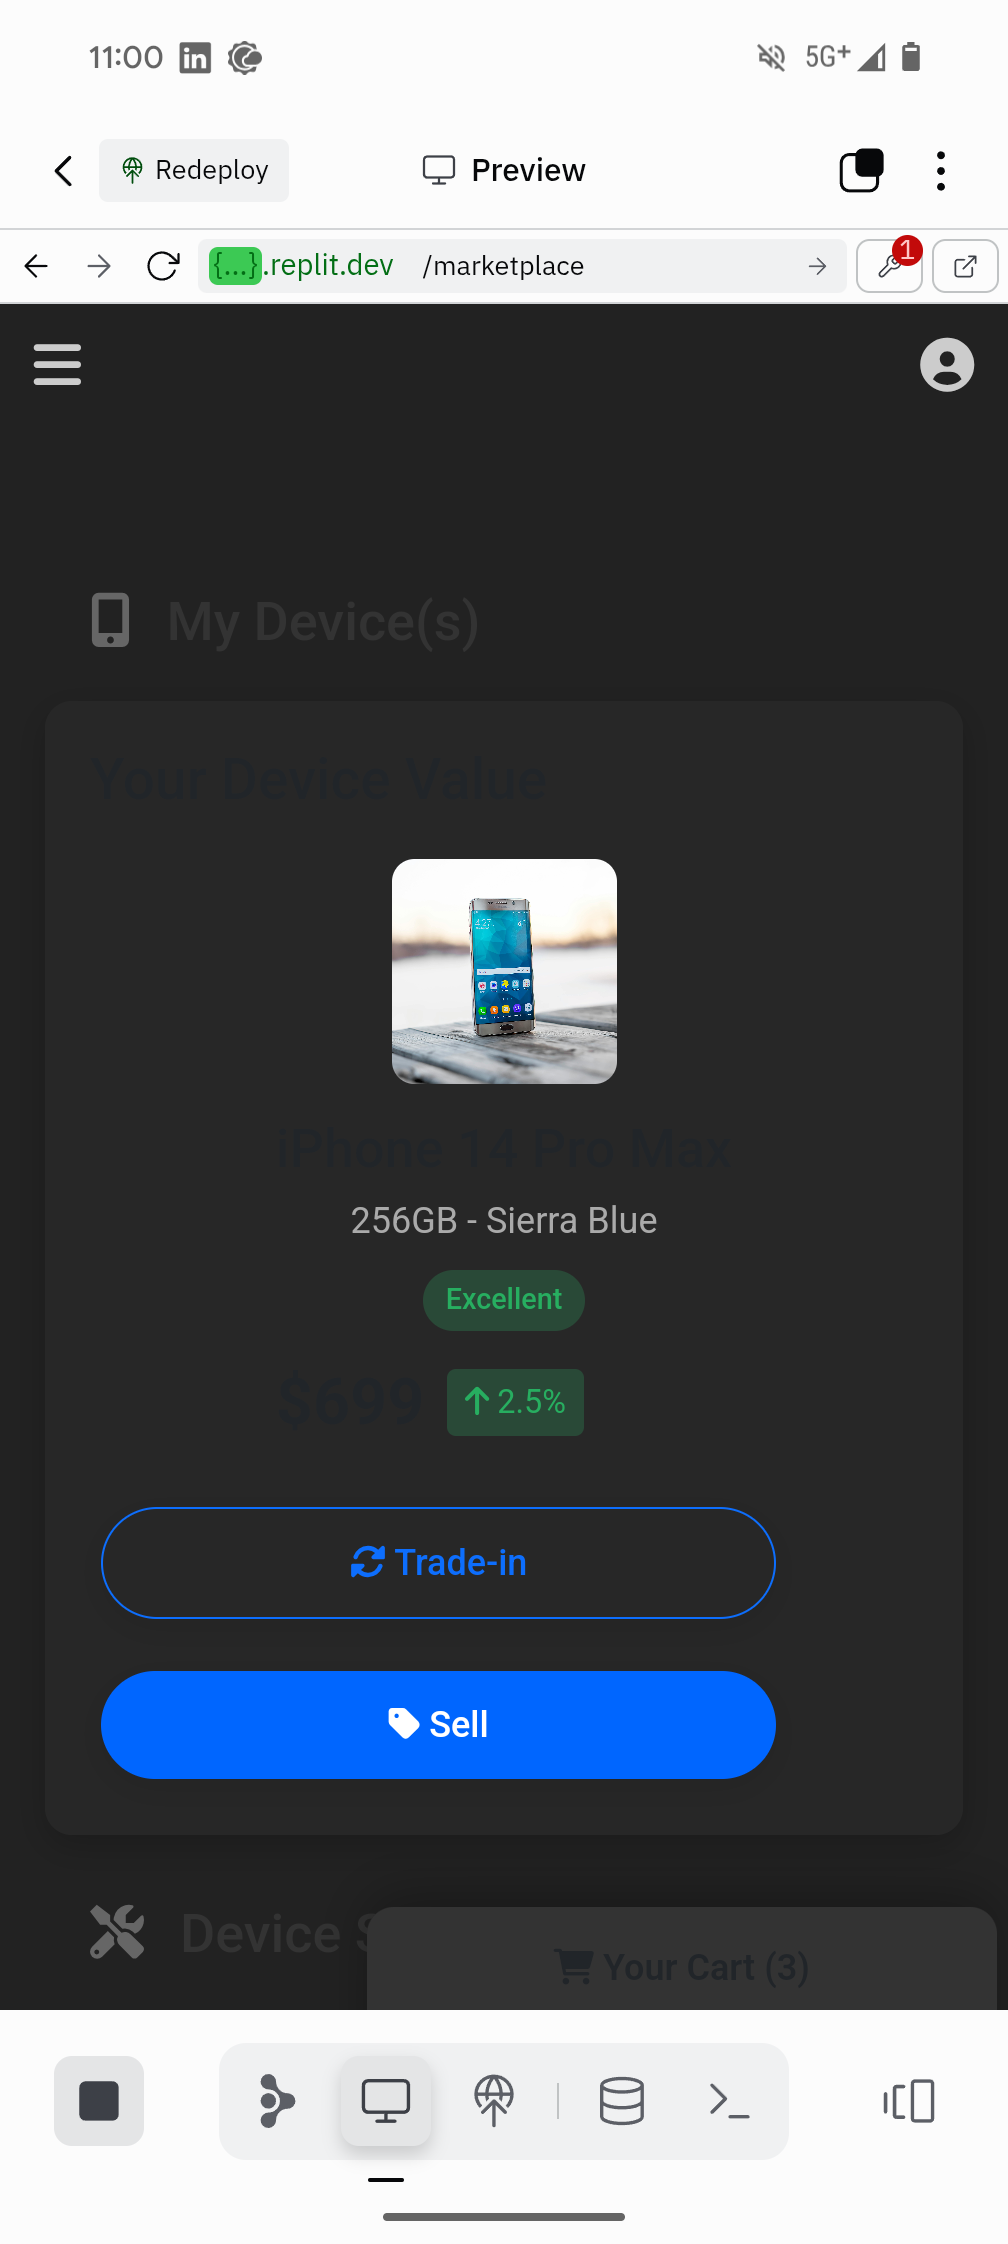 11:00
5G+
Redeploy
Preview
{...}.replit.dev /marketplace
1
My Device(s)
Your Device Value
iPhone 14 Pro Max
256GB - Sierra Blue
Excellent
$699
2.5%
Trade-in
Sell
Device
Your Cart (3)